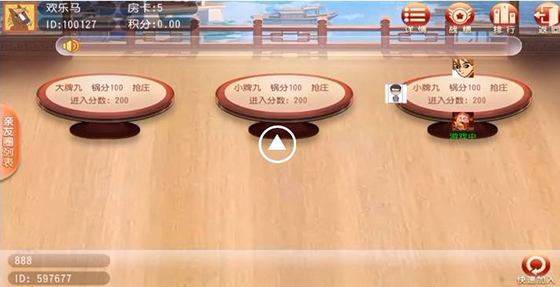 欢乐马
房卡:5
ID:100127
积分:0.00
详情
战绩
排行
返回
大牌九 锅分100 抢庄
进入分数: 200
小牌九 锅分100 抢庄
进入分数: 200
小牌九 锅分100 抢庄
进入分数: 200
游戏中
亲友圈列表
888
ID: 597677
快速加入